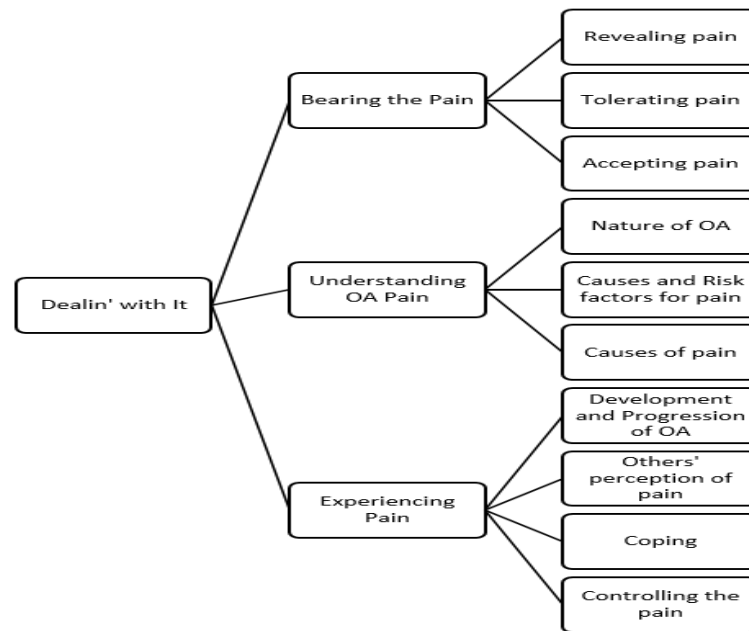 Revealing pain
Bearing the Pain
Tolerating pain
Accepting pain
Nature of OA
Understanding
OA Pain
Causes and Risk
factors for pain
Dealin' with It
Causes of pain
Development
and Progression
of OA
Others'
perception of
pain
Experiencing
Pain
Coping
Controlling the
pain